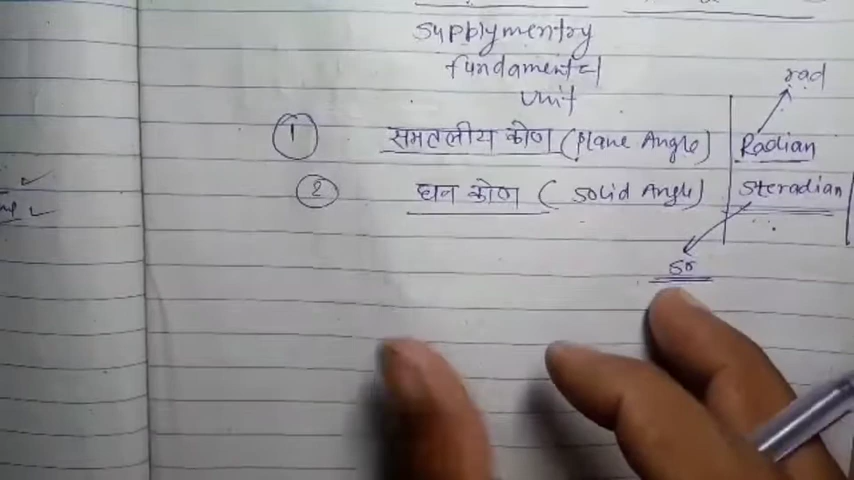 Supplymentry
fundamental
Unit
rad
1 समतलीय कोण (Plane Angle) Radian
2 घन कोण (Solid Angle) Steradian
sr